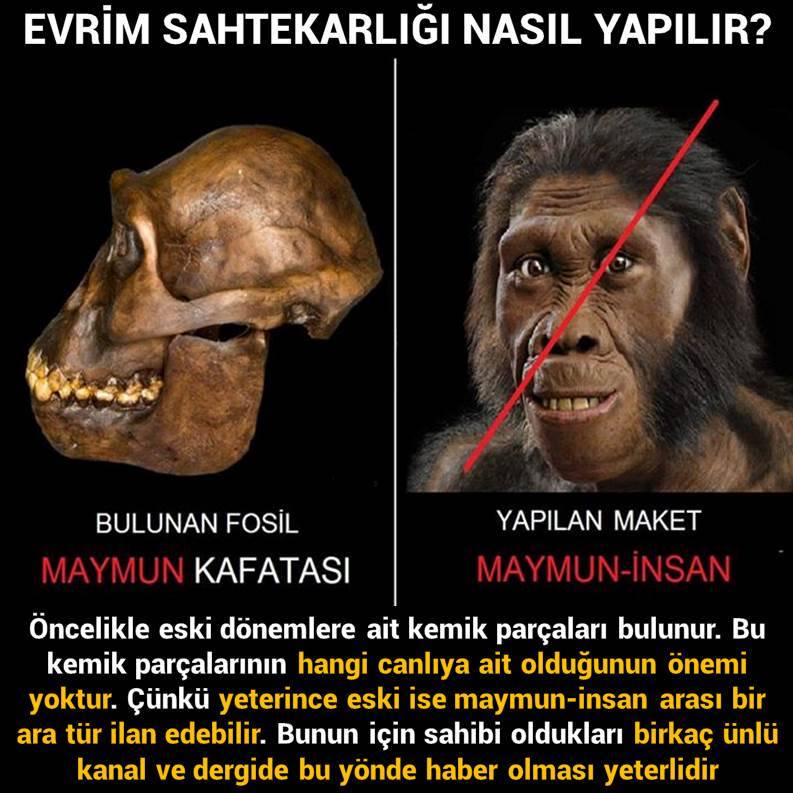 EVRİM SAHTEKARLIĞI NASIL YAPILIR?
BULUNAN FOSİL
MAYMUN KAFATASI
YAPILAN MAKET
MAYMUN-İNSAN
Öncelikle eski dönemlere ait kemik parçaları bulunur. Bu
kemik parçalarının hangi canlıya ait olduğunun önemi
yoktur. Çünkü yeterince eski ise maymun-insan arası bir
ara tür ilan edebilir. Bunun için sahibi oldukları birkaç ünlü
kanal ve dergide bu yönde haber olması yeterlidir